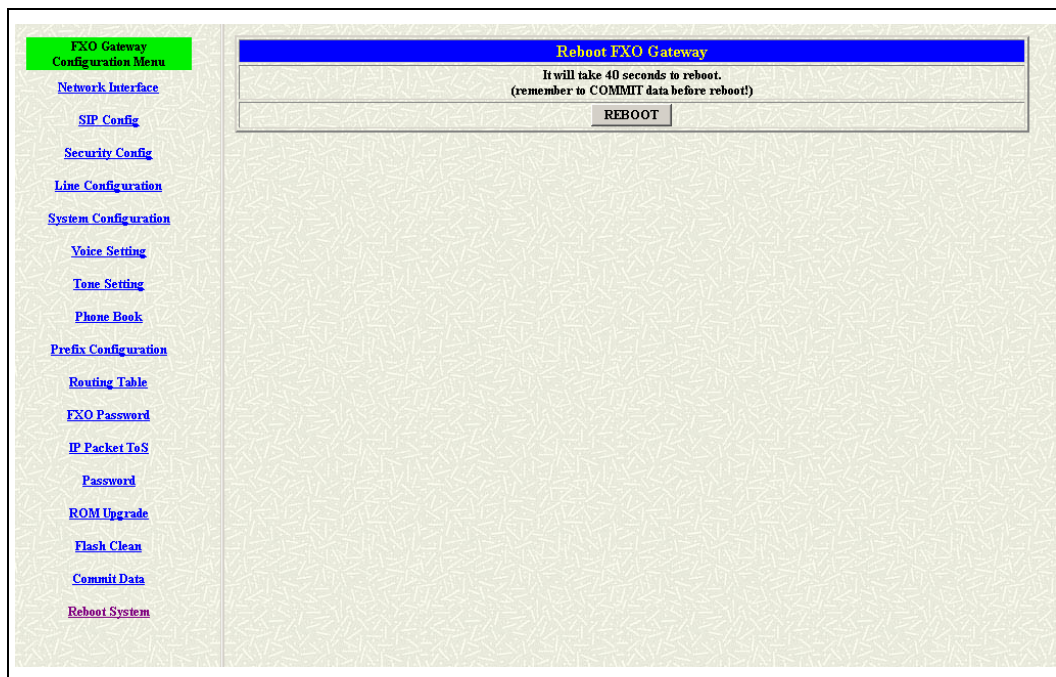 FXO Gateway
Configuration Menu
Network Interface
SIP Config
Security Config
Line Configuration
System Configuration
Voice Setting
Tone Setting
Phone Book
Prefix Configuration
Routing Table
FXO Password
IP Packet ToS
Password
ROM Upgrade
Flash Clean
Commit Data
Reboot System
Reboot FXO Gateway
It will take 40 seconds to reboot.
(remember to COMMIT data before reboot!)
REBOOT